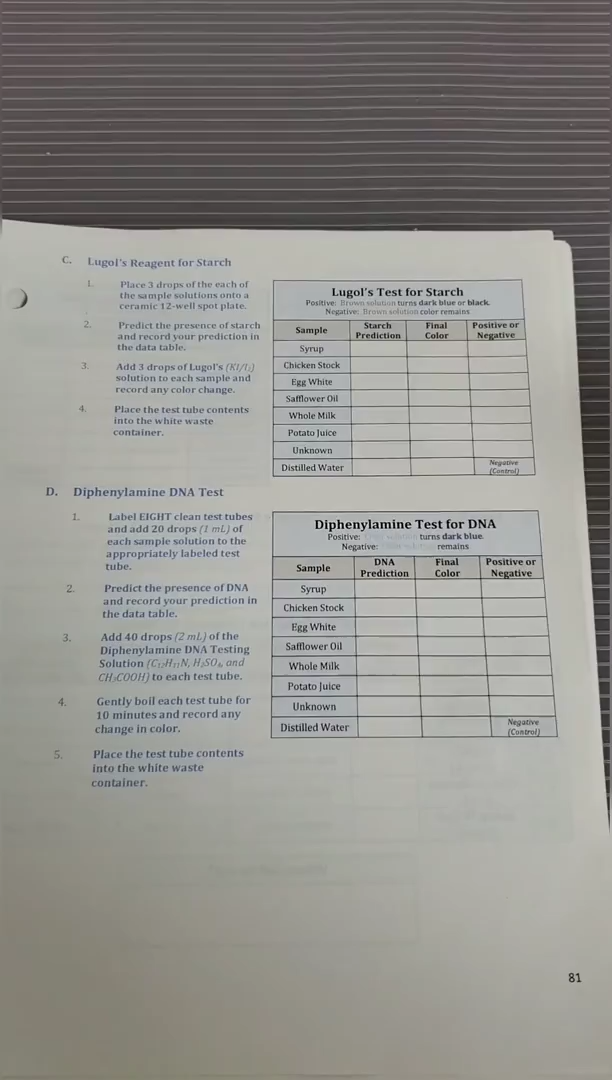 C. Lugol's Reagent for Starch
1. Place 3 drops of the each of
the sample solutions onto a
ceramic 12-well spot plate.
2. Predict the presence of starch
and record your prediction in
the data table.
3. Add 3 drops of Lugol's (KI/I₂)
solution to each sample and
record any color change.
4. Place the test tube contents
into the white waste
container.
Lugol's Test for Starch
Positive: Brown solution turns dark blue or black.
Negative: Brown solution color remains
Sample Starch Prediction Final Color Positive or Negative
Syrup
Chicken Stock
Egg White
Safflower Oil
Whole Milk
Potato Juice
Unknown
Distilled Water Negative (Control)
D. Diphenylamine DNA Test
1. Label EIGHT clean test tubes
and add 20 drops (1 mL) of
each sample solution to the
appropriately labeled test
tube.
2. Predict the presence of DNA
and record your prediction in
the data table.
3. Add 40 drops (2 mL) of the
Diphenylamine DNA Testing
Solution (C₁₂H₁₁N, H₂SO₄, and
CH₃COOH) to each test tube.
4. Gently boil each test tube for
10 minutes and record any
change in color.
5. Place the test tube contents
into the white waste
container.
Diphenylamine Test for DNA
Positive: solution turns dark blue
Negative: remains
Sample DNA Prediction Final Color Positive or Negative
Syrup
Chicken Stock
Egg White
Safflower Oil
Whole Milk
Potato Juice
Unknown
Distilled Water Negative (Control)
81